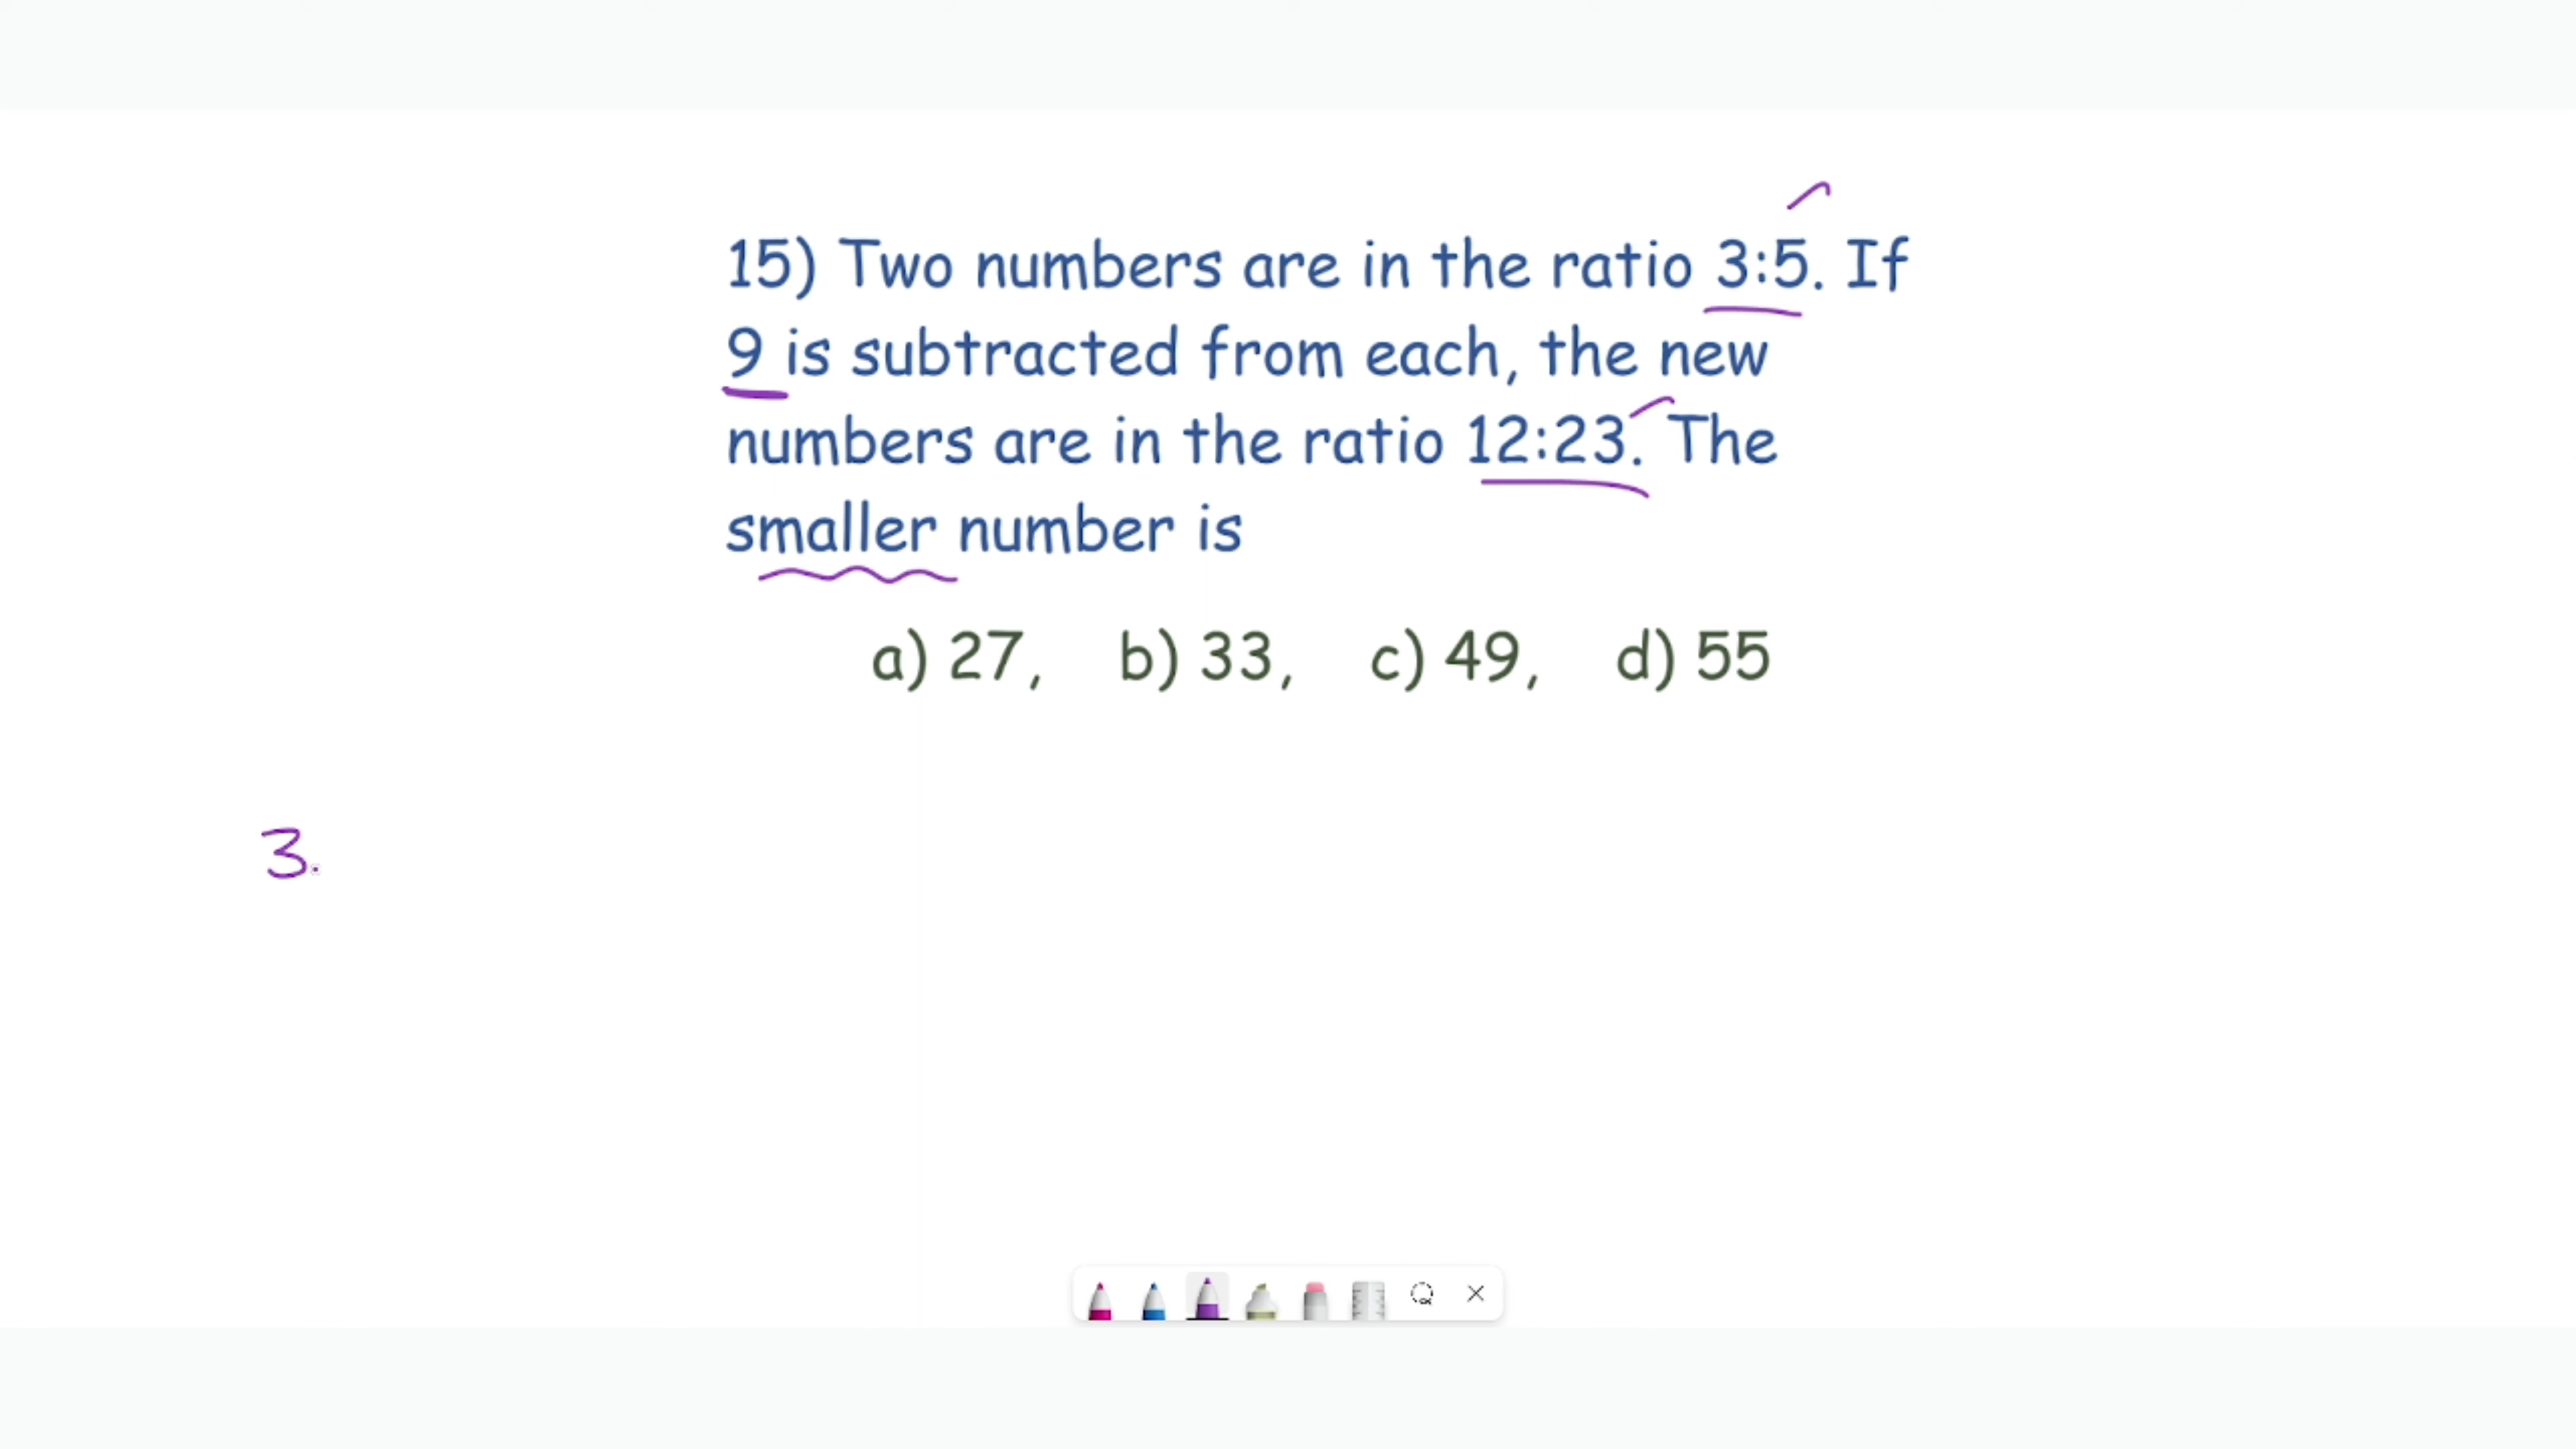 15) Two numbers are in the ratio 3:5. If
9 is subtracted from each, the new
numbers are in the ratio 12:23. The
smaller number is
a) 27, b) 33, c) 49, d) 55
3.